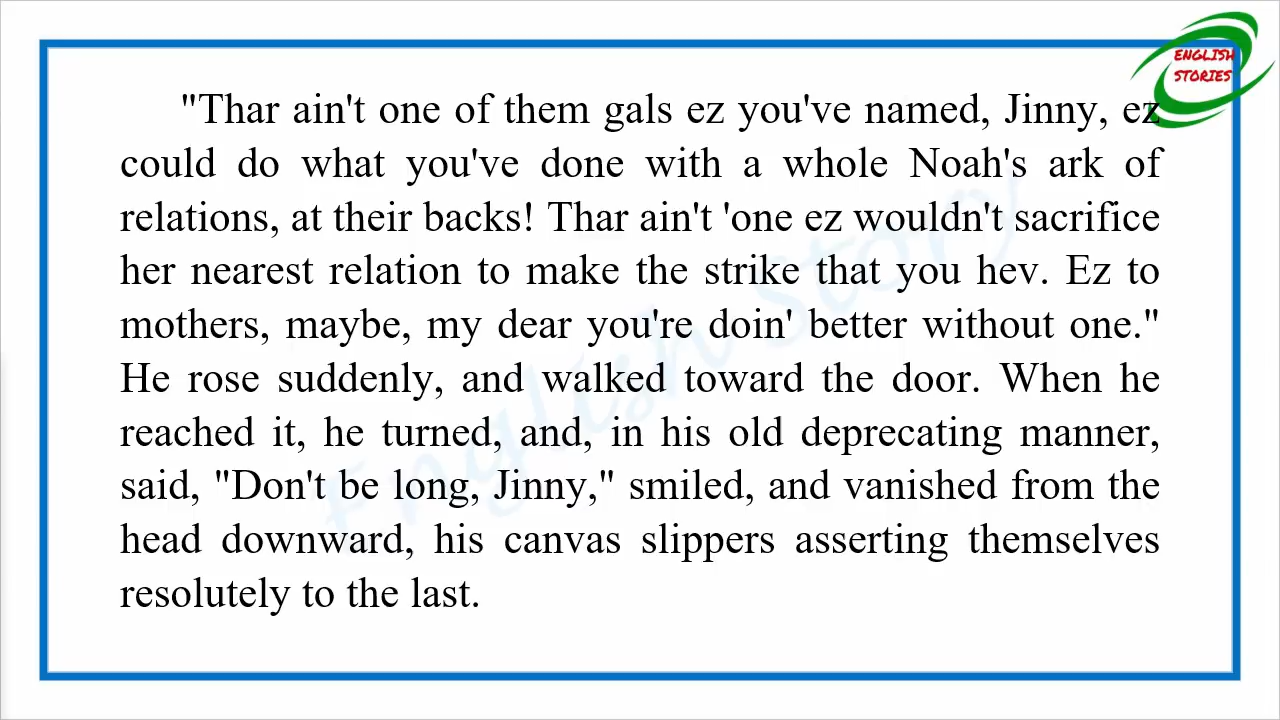 ENGLISH
STORIES
"Thar ain't one of them gals ez you've named, Jinny, ez
could do what you've done with a whole Noah's ark of
relations, at their backs! Thar ain't 'one ez wouldn't sacrifice
her nearest relation to make the strike that you hev. Ez to
mothers, maybe, my dear you're doin' better without one."
He rose suddenly, and walked toward the door. When he
reached it, he turned, and, in his old deprecating manner,
said, "Don't be long, Jinny," smiled, and vanished from the
head downward, his canvas slippers asserting themselves
resolutely to the last.
English Story